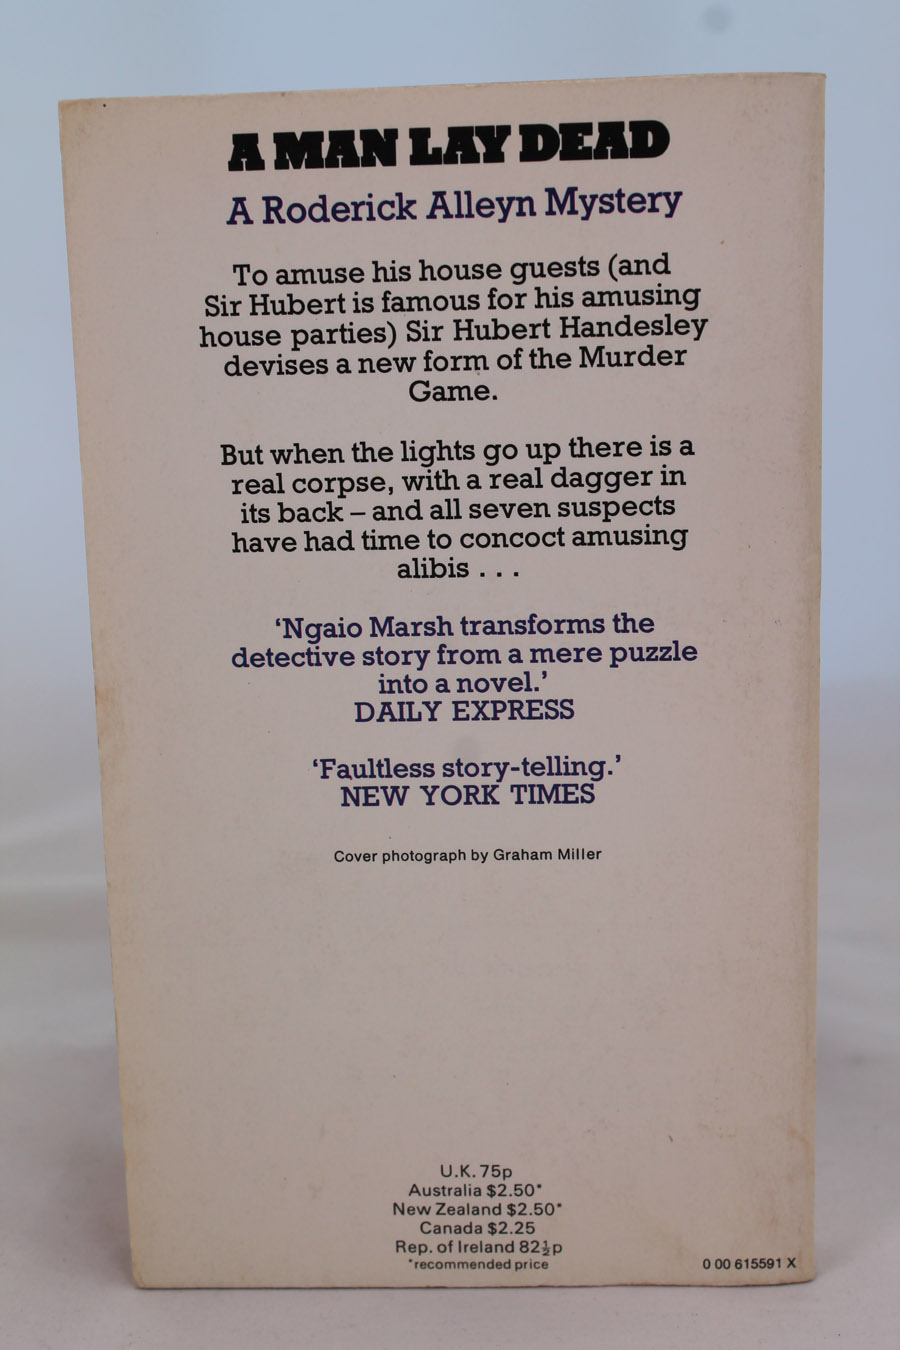 A MAN LAY DEAD
A Roderick Alleyn Mystery
To amuse his house guests (and
Sir Hubert is famous for his amusing
house parties) Sir Hubert Handesley
devises a new form of the Murder
Game.
But when the lights go up there is a
real corpse, with a real dagger in
its back – and all seven suspects
have had time to concoct amusing
alibis . . .
‘Ngaio Marsh transforms the
detective story from a mere puzzle
into a novel.’
DAILY EXPRESS
‘Faultless story-telling.’
NEW YORK TIMES
Cover photograph by Graham Miller
U.K. 75p
Australia $2.50*
New Zealand $2.50*
Canada $2.25
Rep. of Ireland 82½p
*recommended price
0 00 615591 X